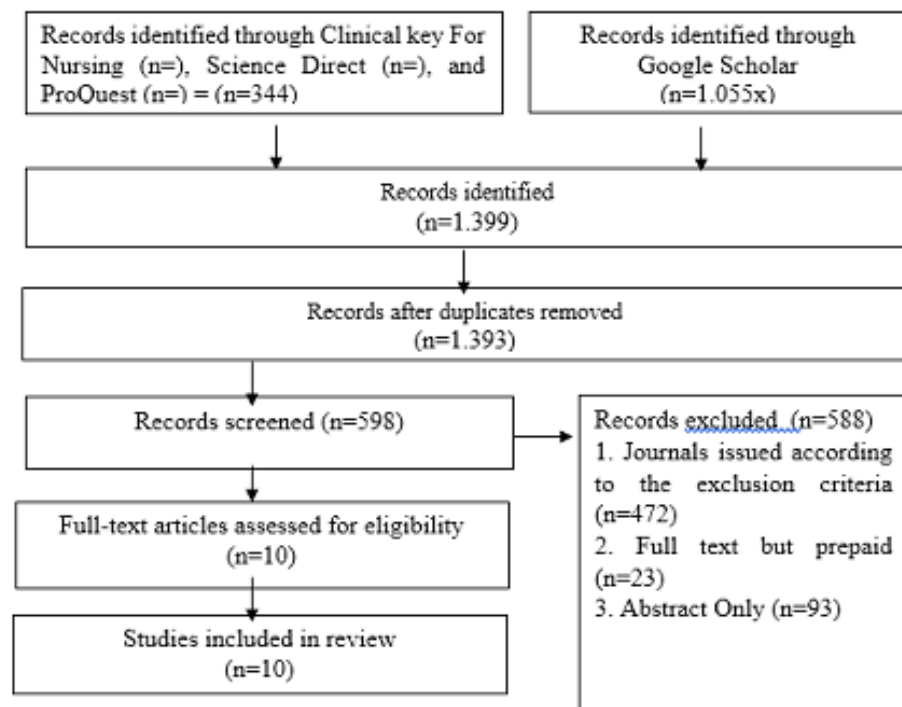 Records identified through Clinical key For
Nursing (n=), Science Direct (n=), and
ProQuest (n=) = (n=344)
Records identified through
Google Scholar
(n=1.055x)
Records identified
(n=1.399)
Records after duplicates removed
(n=1.393)
Records screened (n=598)
Records excluded (n=588)
1. Journals issued according
to the exclusion criteria
(n=472)
2. Full text but prepaid
(n=23)
3. Abstract Only (n=93)
Full-text articles assessed for eligibility
(n=10)
Studies included in review
(n=10)